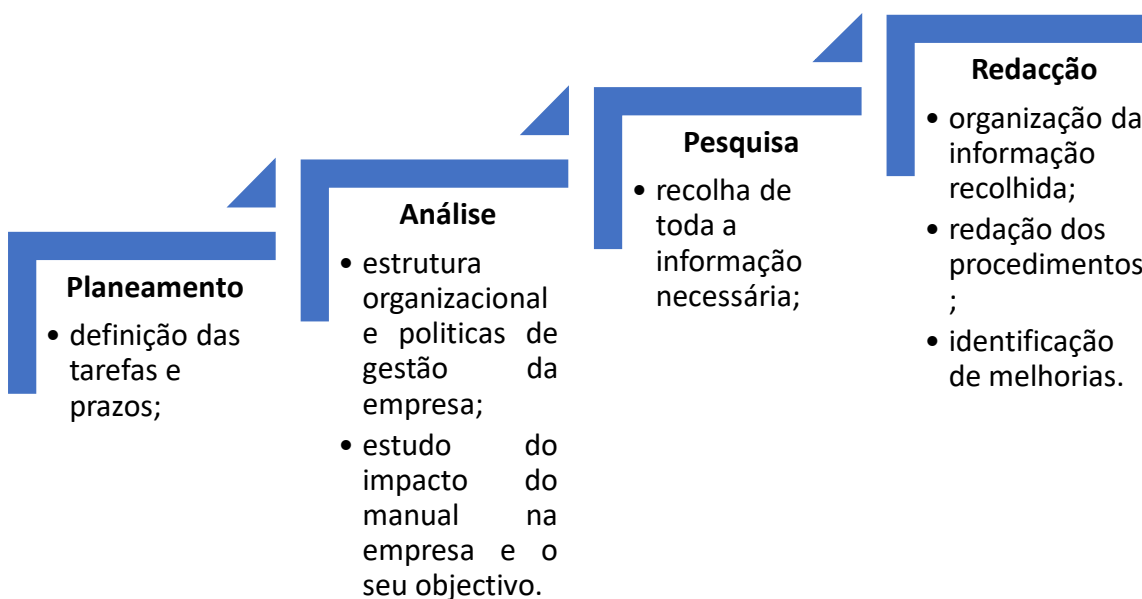 Planeamento
• definição das
tarefas e
prazos;
Análise
• estrutura
organizacional
e politicas de
gestão da
empresa;
• estudo do
impacto do
manual na
empresa e o
seu objectivo.
Pesquisa
• recolha de
toda a
informação
necessária;
Redacção
• organização da
informação
recolhida;
• redação dos
procedimentos
;
• identificação
de melhorias.